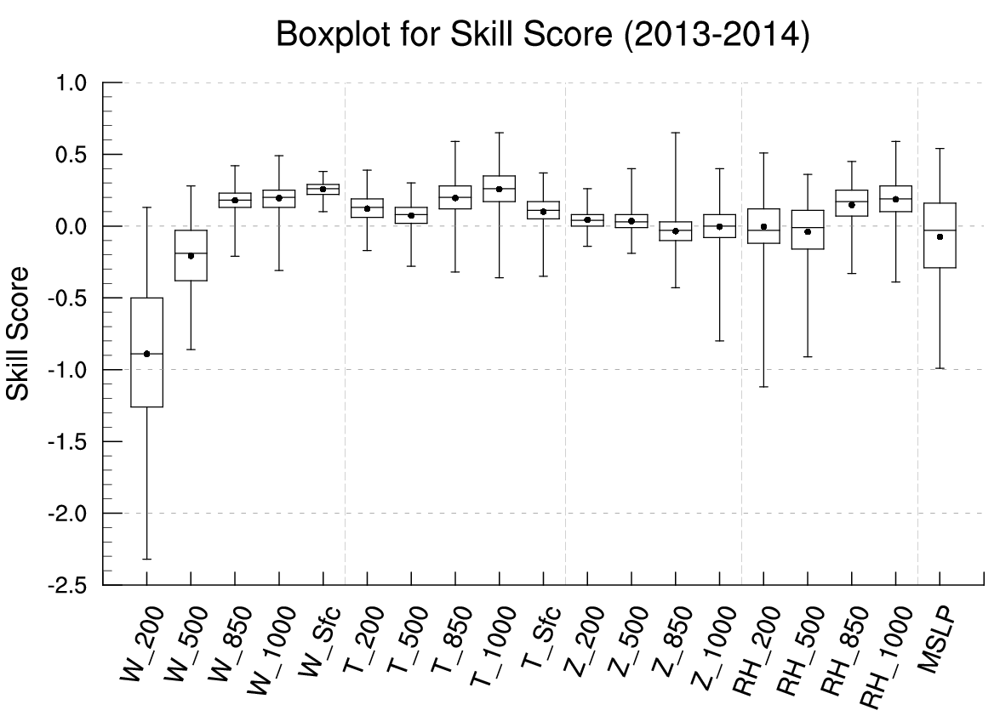 Boxplot for Skill Score (2013-2014)
1.0
0.5
0.0
-0.5
-1.0
-1.5
-2.0
-2.5
Skill Score
W_200
W_500
W_850
W_1000
W_Sfc
T_200
T_500
T_850
T_1000
T_Sfc
Z_200
Z_500
Z_850
Z_1000
RH_200
RH_500
RH_850
RH_1000
MSLP